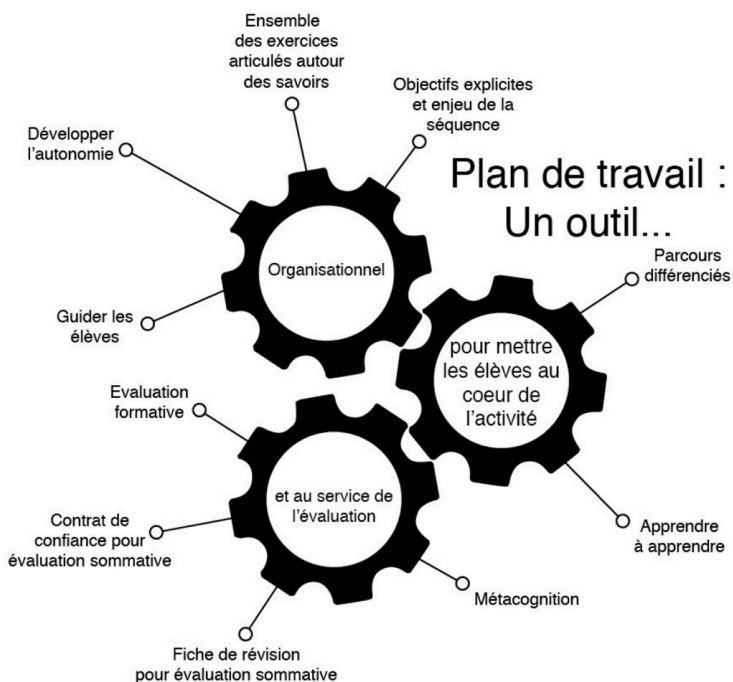 Plan de travail :
Un outil...
Ensemble
des exercices
articulés autour
des savoirs
Objectifs explicites
et enjeu de la
séquence
Développer
l'autonomie
Guider les
élèves
Organisationnel
Parcours
différenciés
pour mettre
les élèves au
coeur de
l'activité
Apprendre
à apprendre
Evaluation
formative
et au service de
l'évaluation
Contrat de
confiance pour
évaluation sommative
Métacognition
Fiche de révision
pour évaluation sommative